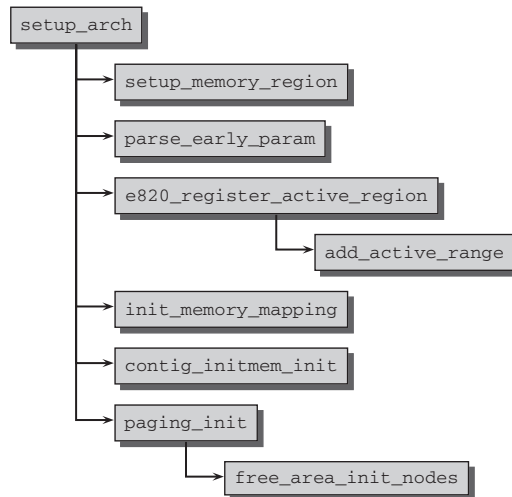 setup_arch
setup_memory_region
parse_early_param
e820_register_active_region
add_active_range
init_memory_mapping
contig_initmem_init
paging_init
free_area_init_nodes